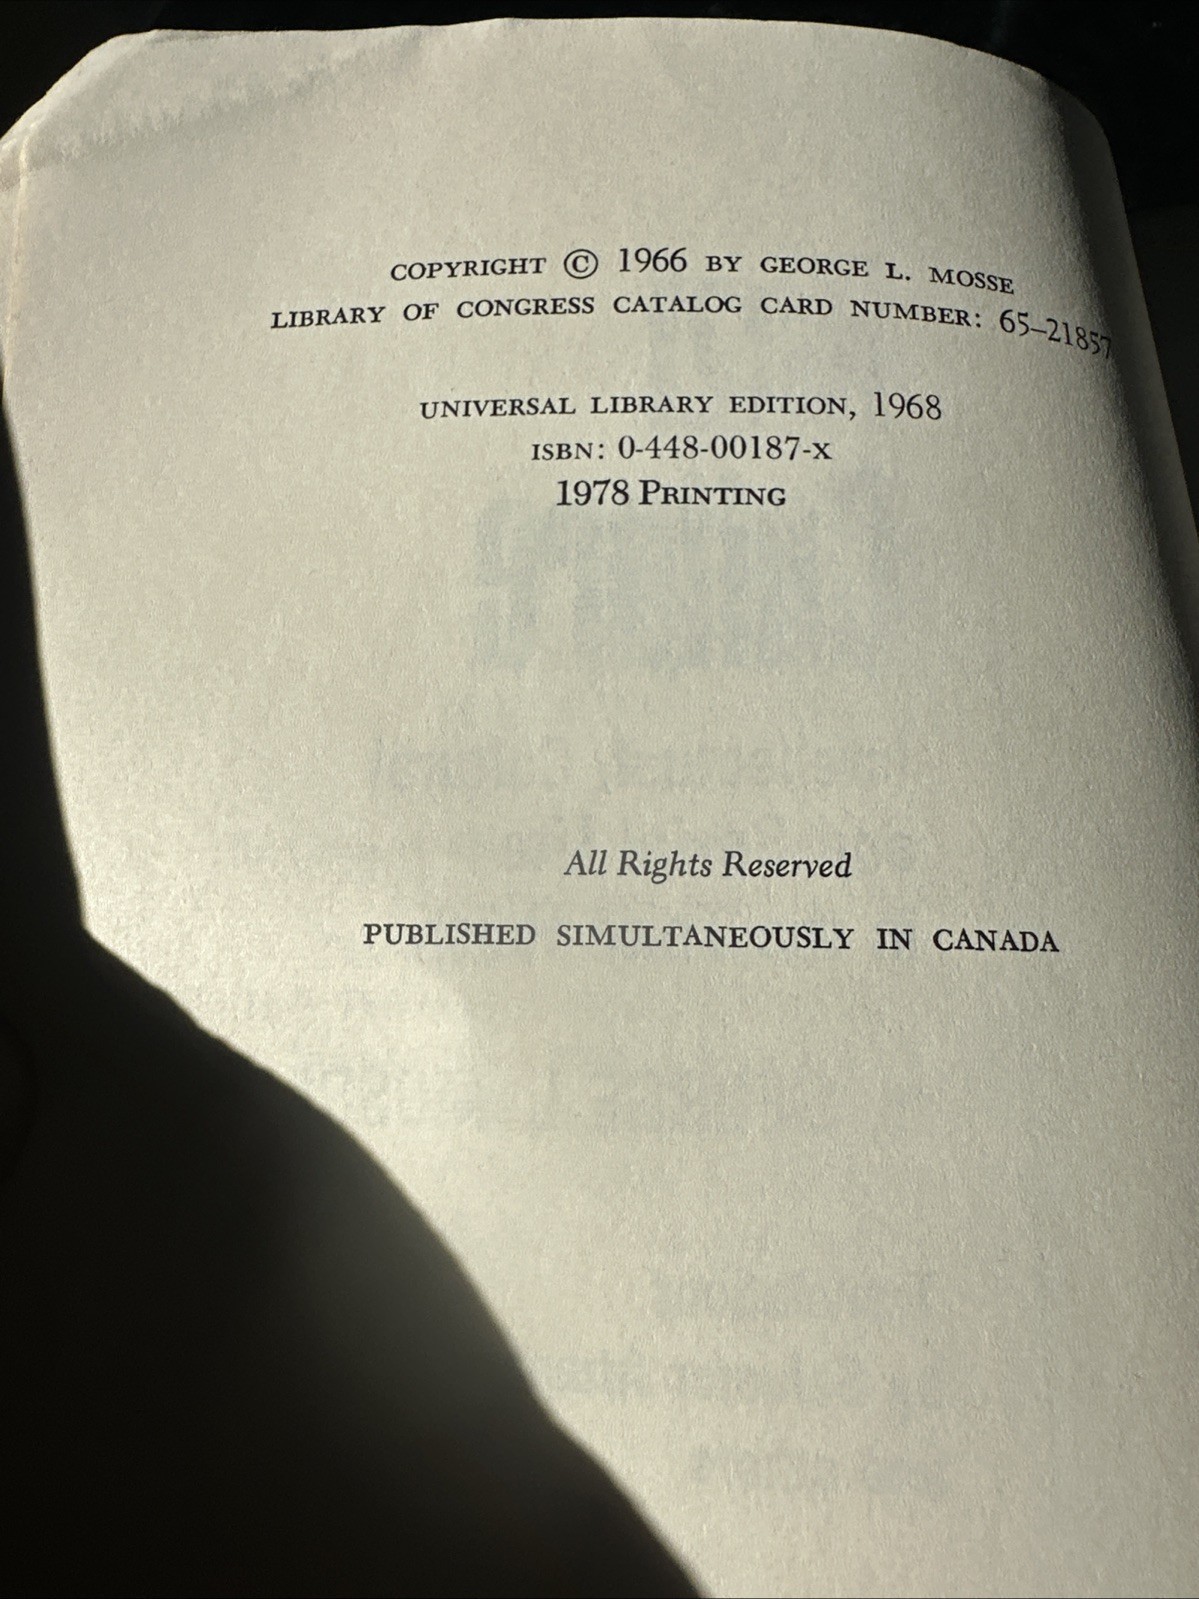 COPYRIGHT © 1966 BY GEORGE L. MOSSE
LIBRARY OF CONGRESS CATALOG CARD NUMBER: 65–21857
UNIVERSAL LIBRARY EDITION, 1968
ISBN: 0-448-00187-X
1978 PRINTING
All Rights Reserved
PUBLISHED SIMULTANEOUSLY IN CANADA